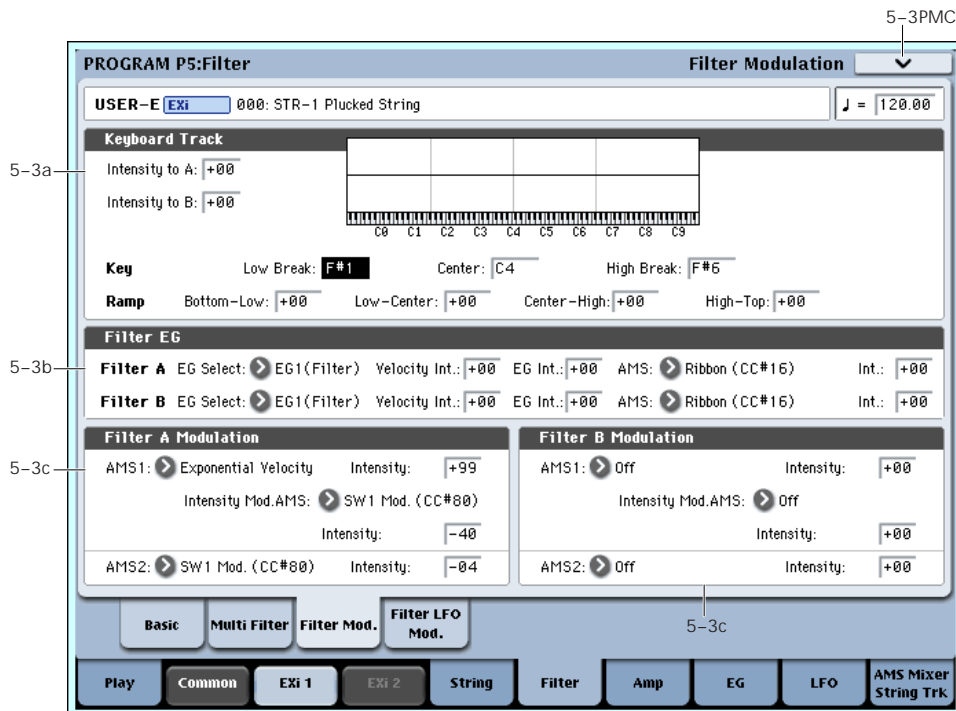 5-3PMC
PROGRAM P5:Filter Filter Modulation
USER-E EXi 000: STR-1 Plucked String ♩ = 120.00
Keyboard Track
5-3a
Intensity to A: +00
Intensity to B: +00
C0 C1 C2 C3 C4 C5 C6 C7 C8 C9
Key Low Break: F#1 Center: C4 High Break: F#6
Ramp Bottom-Low: +00 Low-Center: +00 Center-High: +00 High-Top: +00
Filter EG
5-3b
Filter A EG Select: EG1(Filter) Velocity Int.: +00 EG Int.: +00 AMS: Ribbon (CC#16) Int.: +00
Filter B EG Select: EG1(Filter) Velocity Int.: +00 EG Int.: +00 AMS: Ribbon (CC#16) Int.: +00
Filter A Modulation
5-3c
AMS1: Exponential Velocity Intensity: +99
Intensity Mod.AMS: SW1 Mod. (CC#80)
Intensity: -40
AMS2: SW1 Mod. (CC#80) Intensity: -04
Filter B Modulation
AMS1: Off Intensity: +00
Intensity Mod.AMS: Off
Intensity: +00
AMS2: Off Intensity: +00
5-3c
Basic Multi Filter Filter Mod. Filter LFO Mod.
Play Common EXi 1 EXi 2 String Filter Amp EG LFO AMS Mixer String Trk